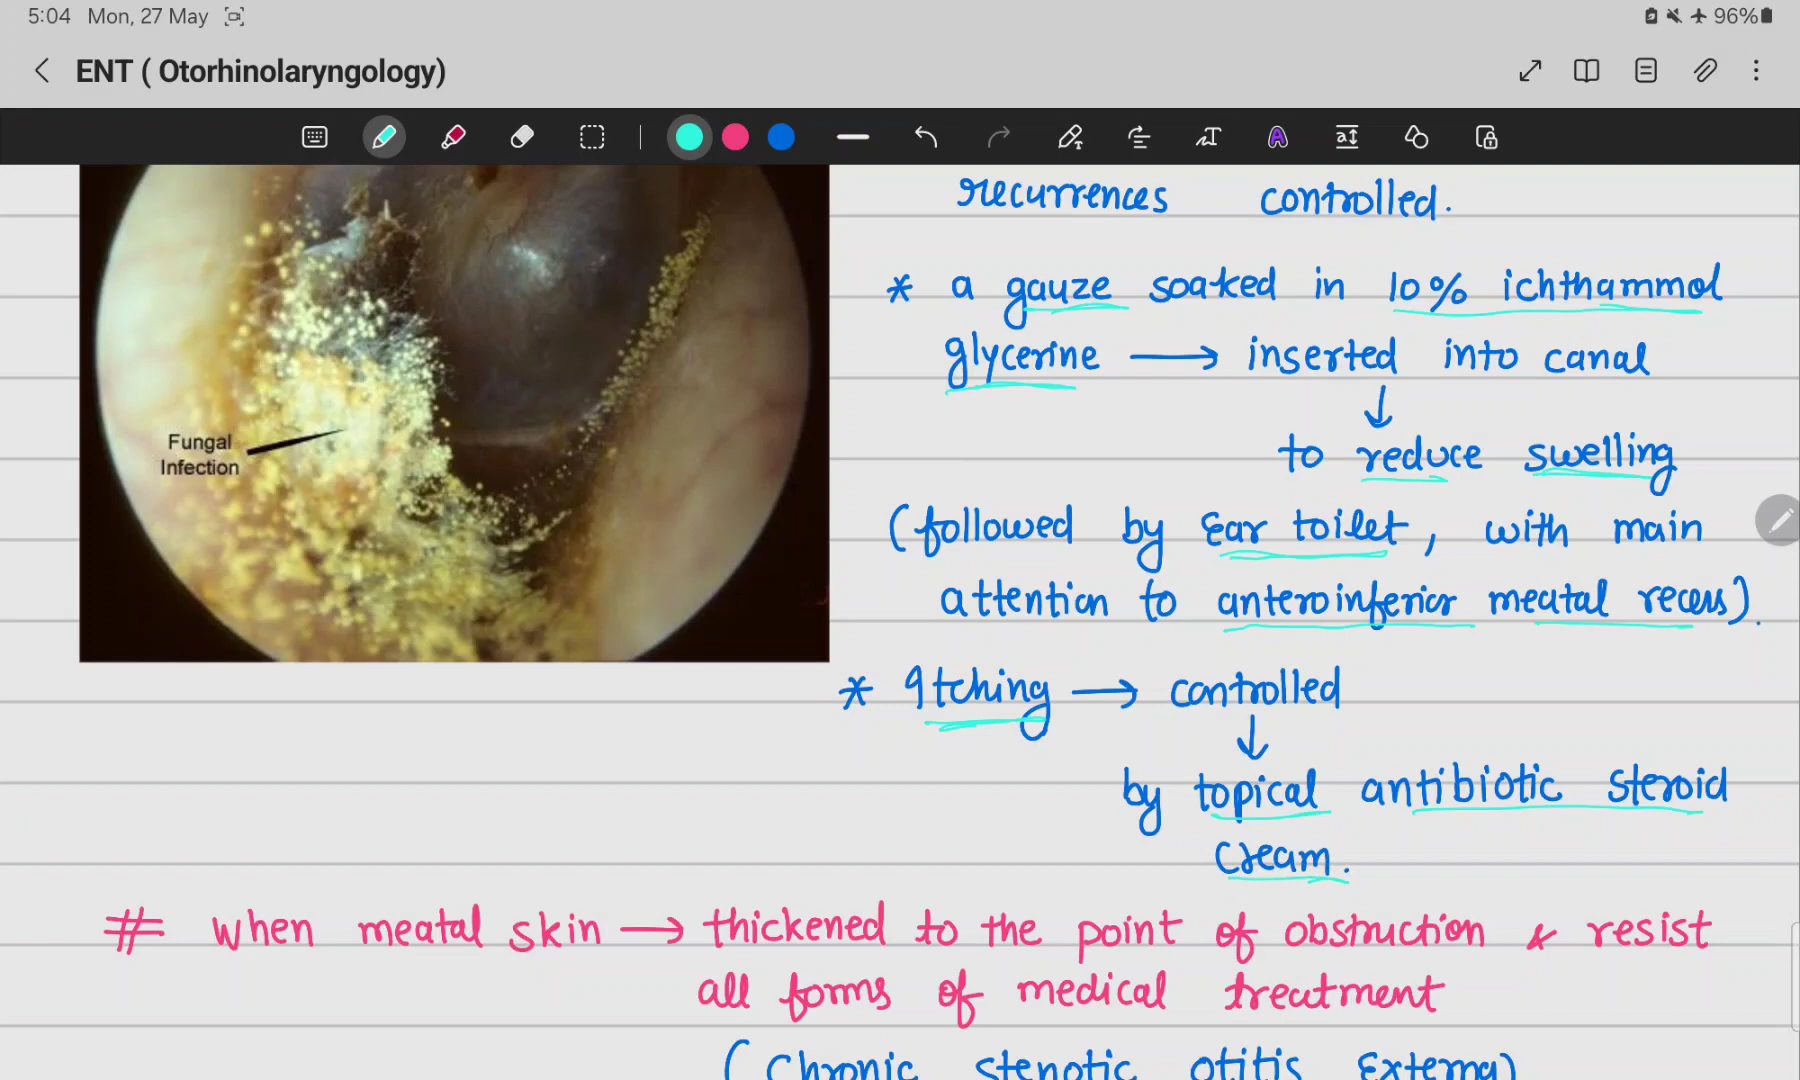 5:04 Mon, 27 May
96%
ENT ( Otorhinolaryngology)
recurrences controlled.
* a gauze soaked in 10% ichthammol
glycerine → inserted into canal
↓
to reduce swelling
Fungal
Infection
(followed by Ear toilet, with main
attention to anteroinferior meatal recess).
* Itching → controlled
↓
by topical antibiotic steroid
cream.
# When meatal skin → thickened to the point of obstruction & resist
all forms of medical treatment
(Chronic stenotic otitis externa)